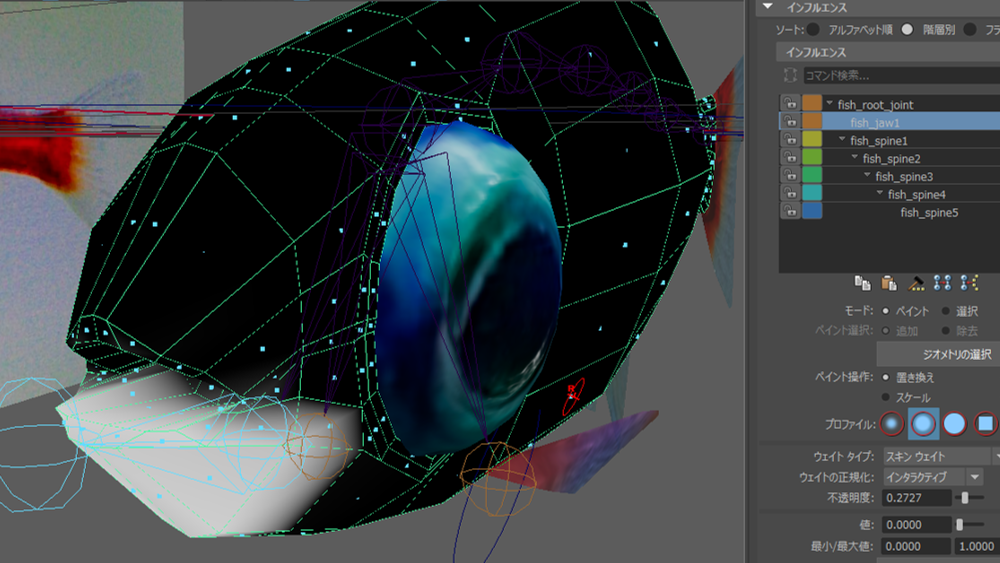 インフルエンス
ソート: アルファベット順 階層別 フラ
インフルエンス
コマンド検索...
fish_root_joint
fish_jaw1
fish_spine1
fish_spine2
fish_spine3
fish_spine4
fish_spine5
モード: ペイント 選択
ペイント選択: 追加 除去
ジオメトリの選択
ペイント操作: 置き換え
スケール
プロファイル:
ウェイト タイプ: スキン ウェイト
ウェイトの正規化: インタラクティブ
不透明度: 0.2727
値: 0.0000
最小/最大値: 0.0000 1.0000
R